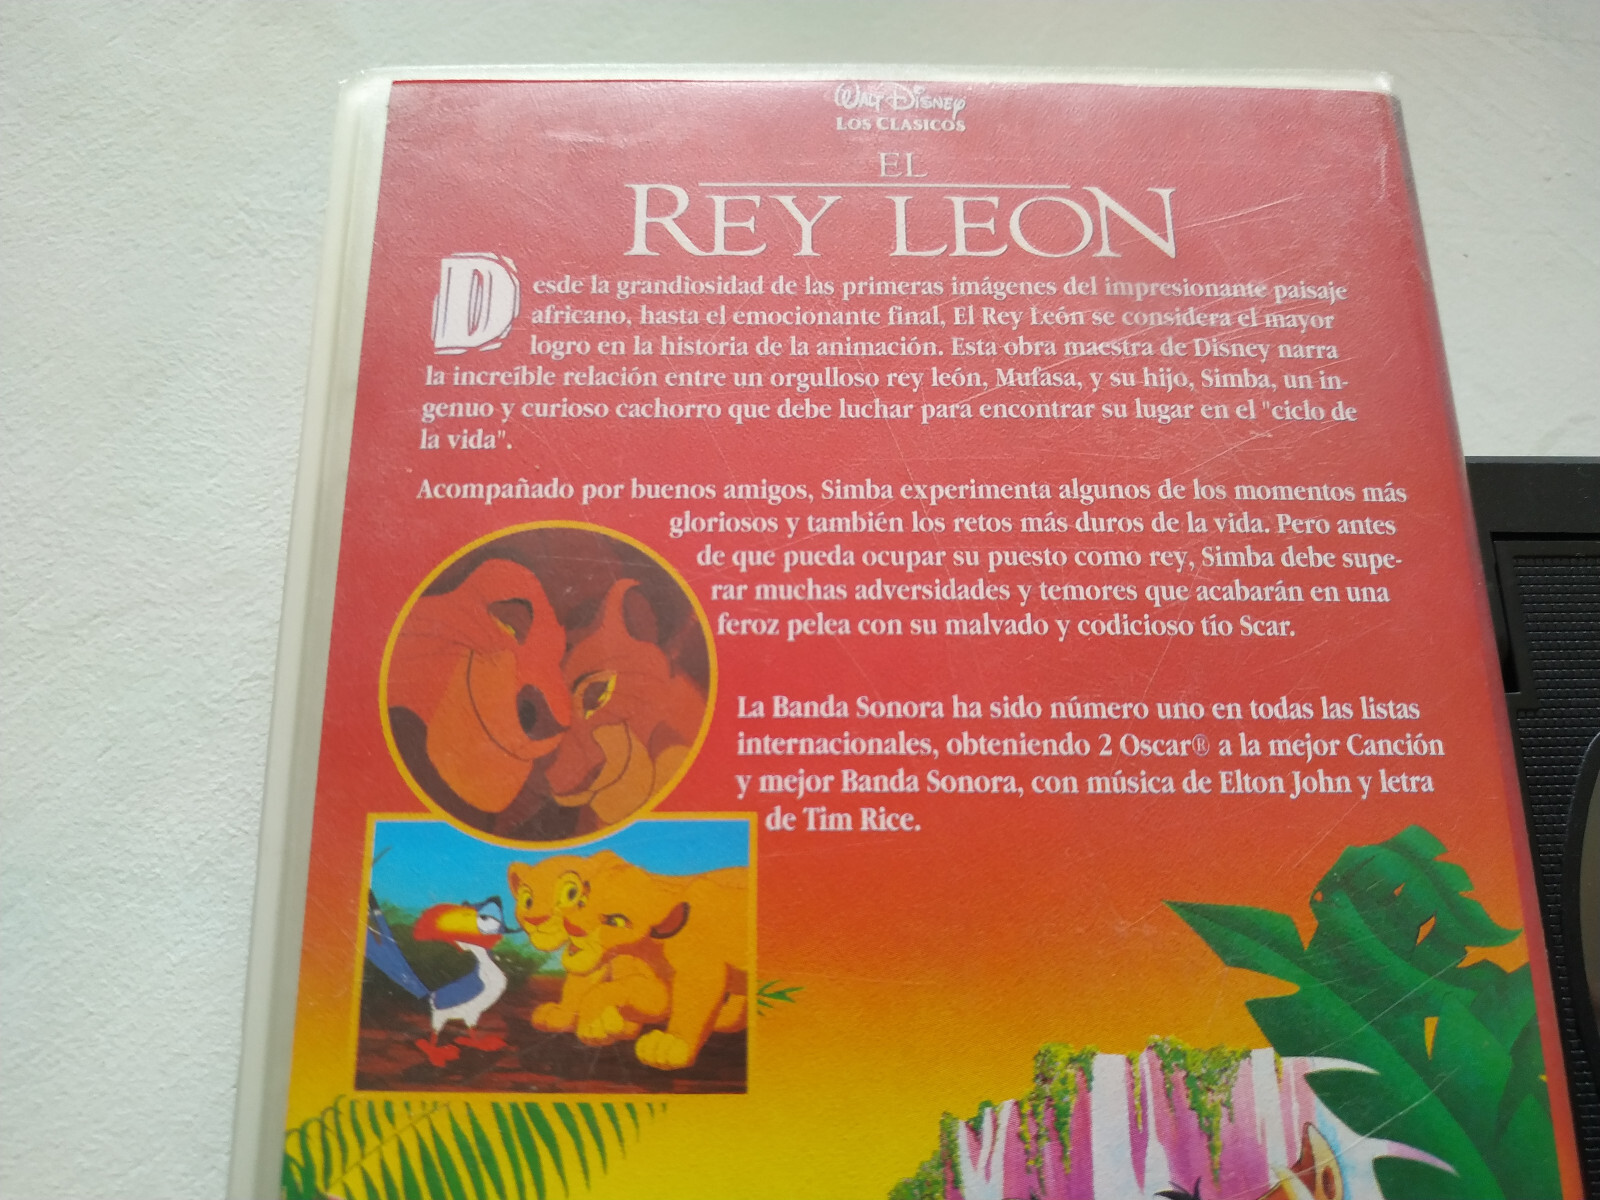 WALT DISNEY
LOS CLASICOS
EL
REY LEON
Desde la grandiosidad de las primeras imágenes del impresionante paisaje
africano, hasta el emocionante final, El Rey León se considera el mayor
logro en la historia de la animación. Esta obra maestra de Disney narra
la increíble relación entre un orgulloso rey león, Mufasa, y su hijo, Simba, un in-
genuo y curioso cachorro que debe luchar para encontrar su lugar en el "ciclo de
la vida".
Acompañado por buenos amigos, Simba experimenta algunos de los momentos más
gloriosos y también los retos más duros de la vida. Pero antes
de que pueda ocupar su puesto como rey, Simba debe supe-
rar muchas adversidades y temores que acabarán en una
feroz pelea con su malvado y codicioso tío Scar.
La Banda Sonora ha sido número uno en todas las listas
internacionales, obteniendo 2 Oscar® a la mejor Canción
y mejor Banda Sonora, con música de Elton John y letra
de Tim Rice.